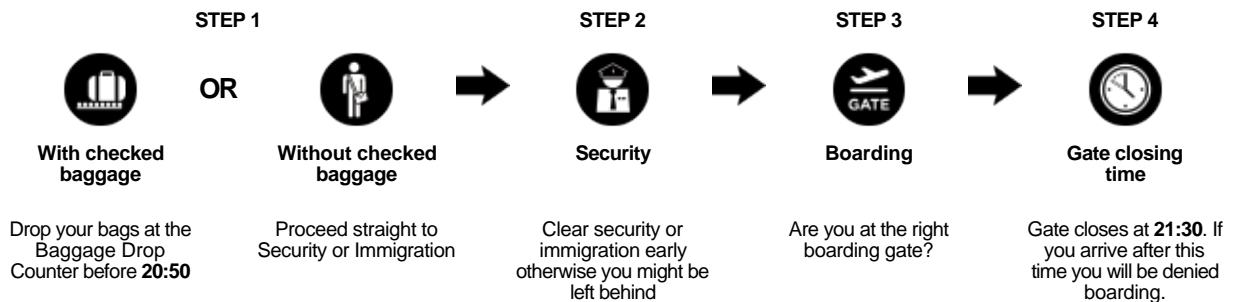 STEP 1
OR
With checked
baggage
Drop your bags at the
Baggage Drop
Counter before 20:50
Without checked
baggage
Proceed straight to
Security or Immigration
STEP 2
Security
Clear security or
immigration early
otherwise you might be
left behind
STEP 3
GATE
Boarding
Are you at the right
boarding gate?
STEP 4
Gate closing
time
Gate closes at 21:30. If
you arrive after this
time you will be denied
boarding.